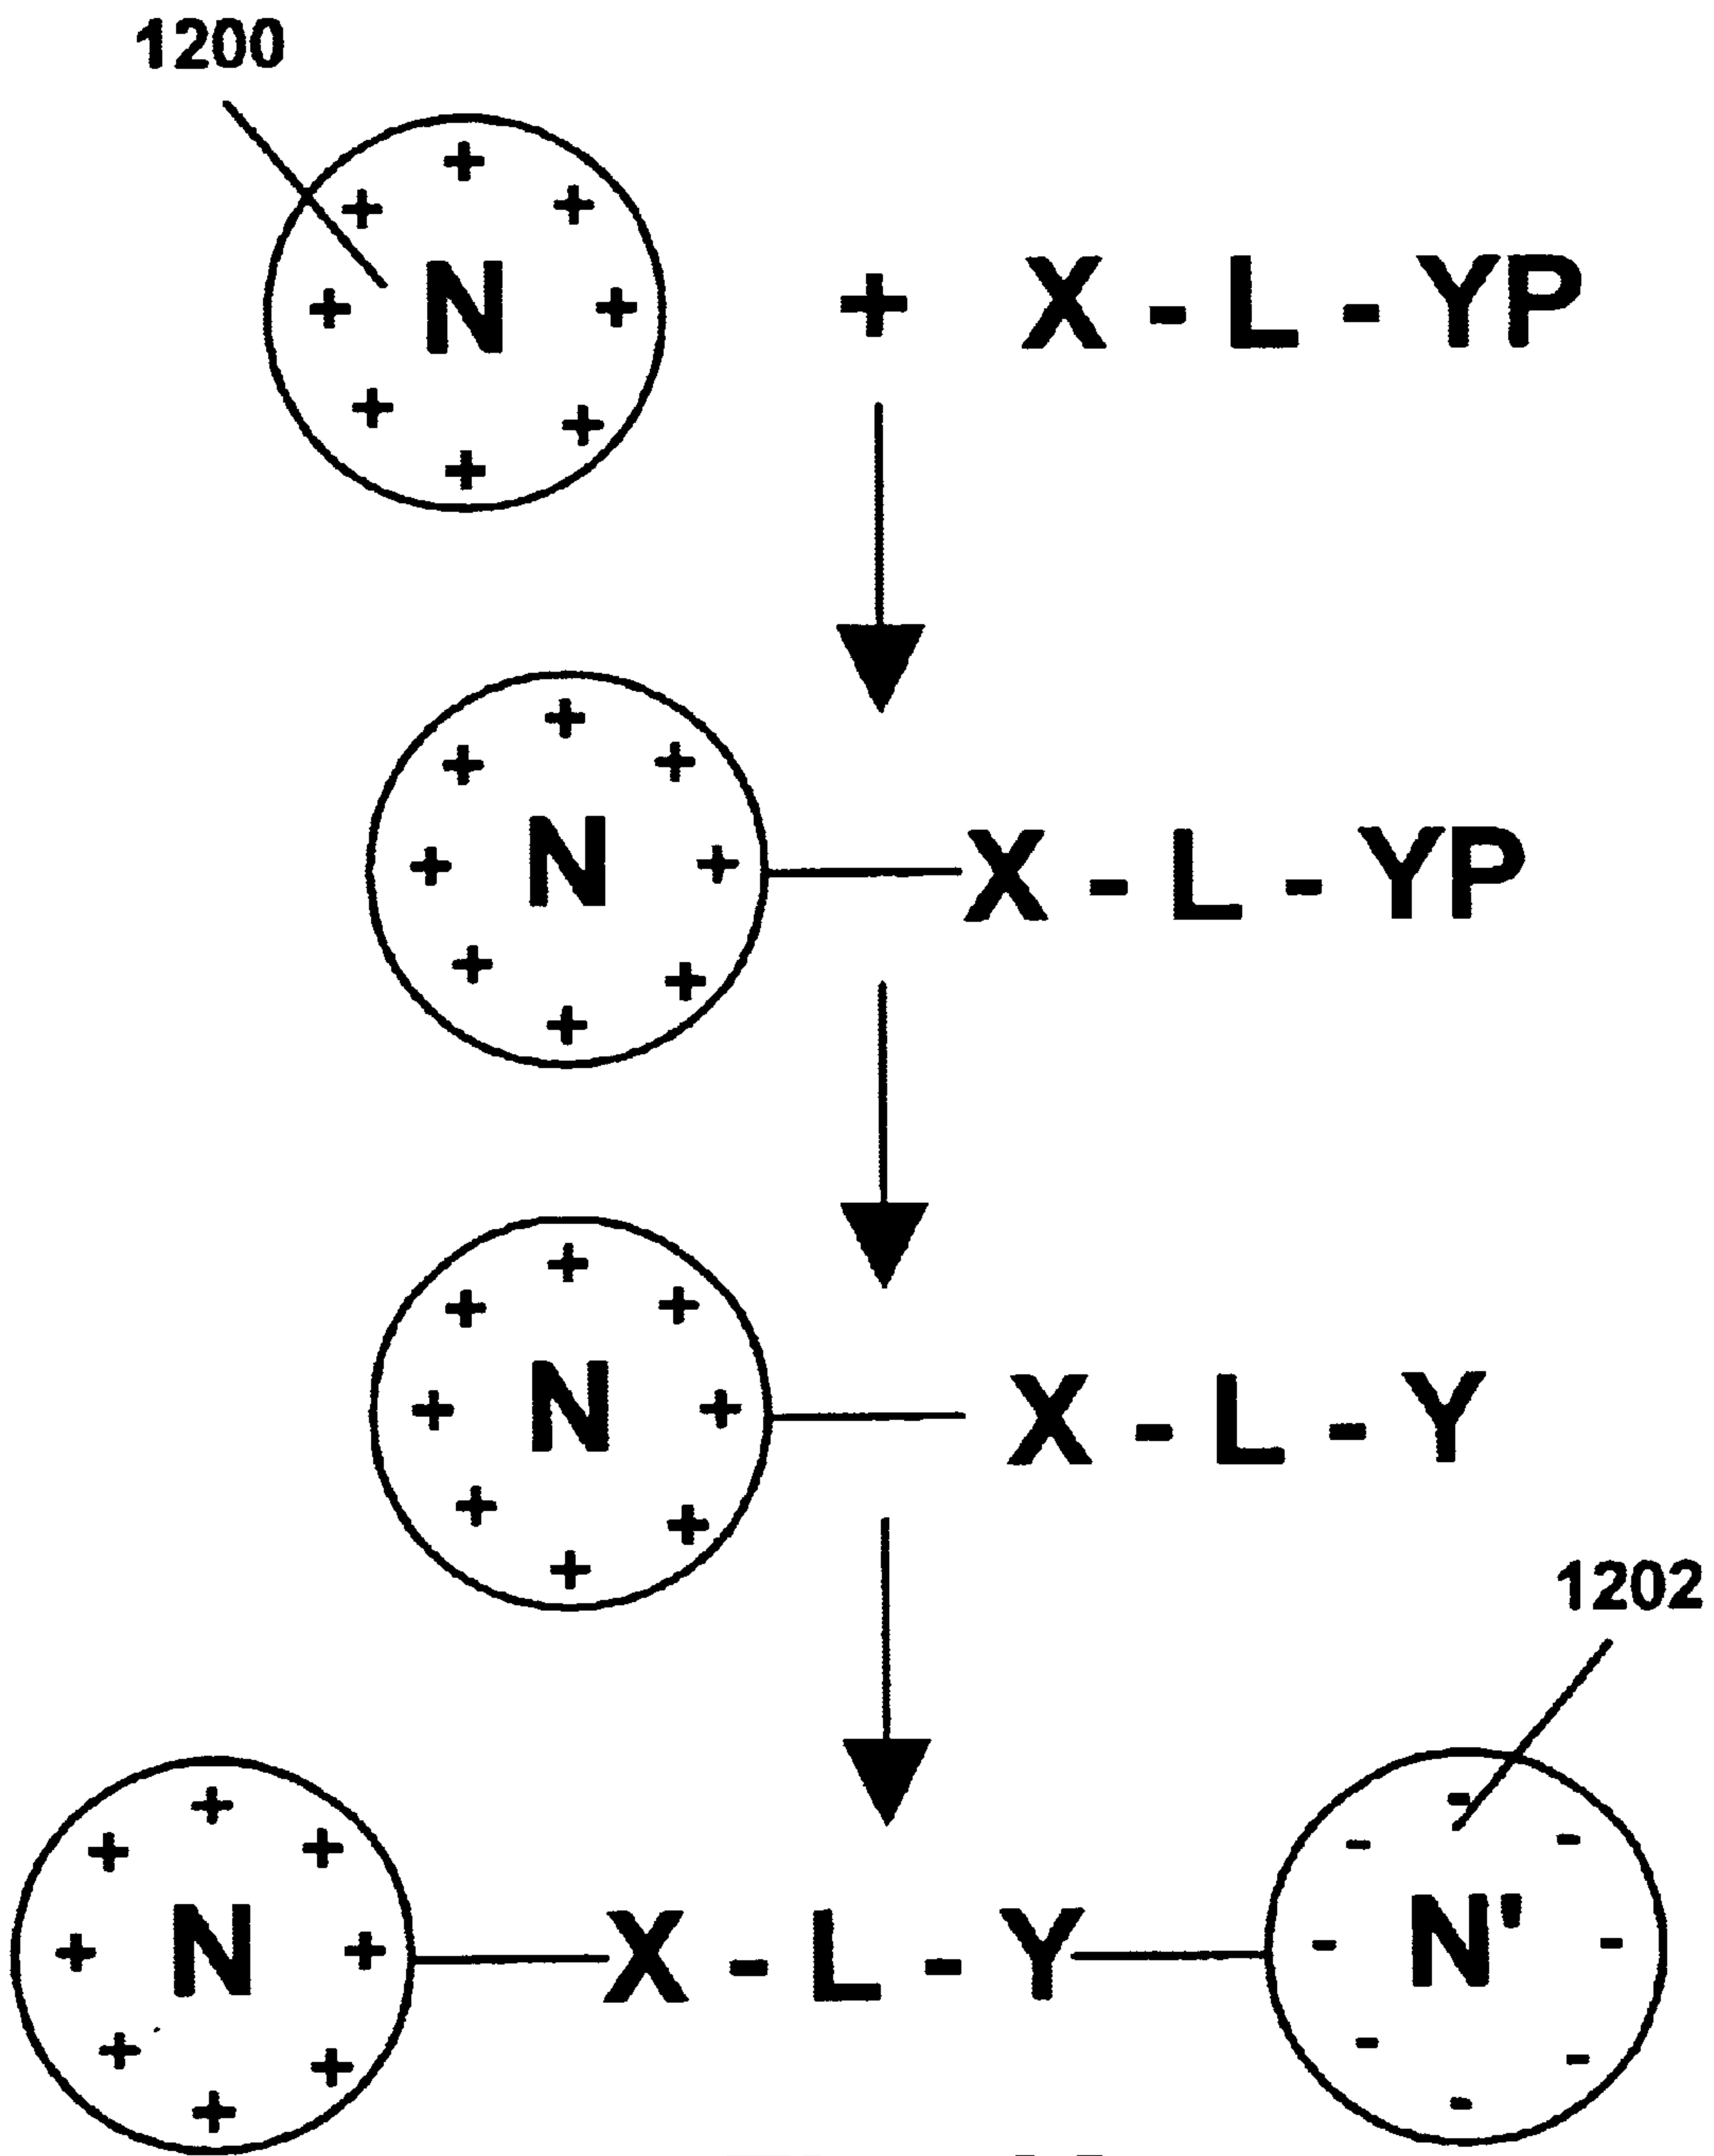 1200
+
+ +
+ N + + X - L - YP
+ +
+
+
+ +
+ N + X - L - YP
+ +
+
+
+ +
+ N + X - L - Y
+ +
+
1202
+ -
+ + - -
+ N + X - L - Y - N' -
+ + - -
+ -